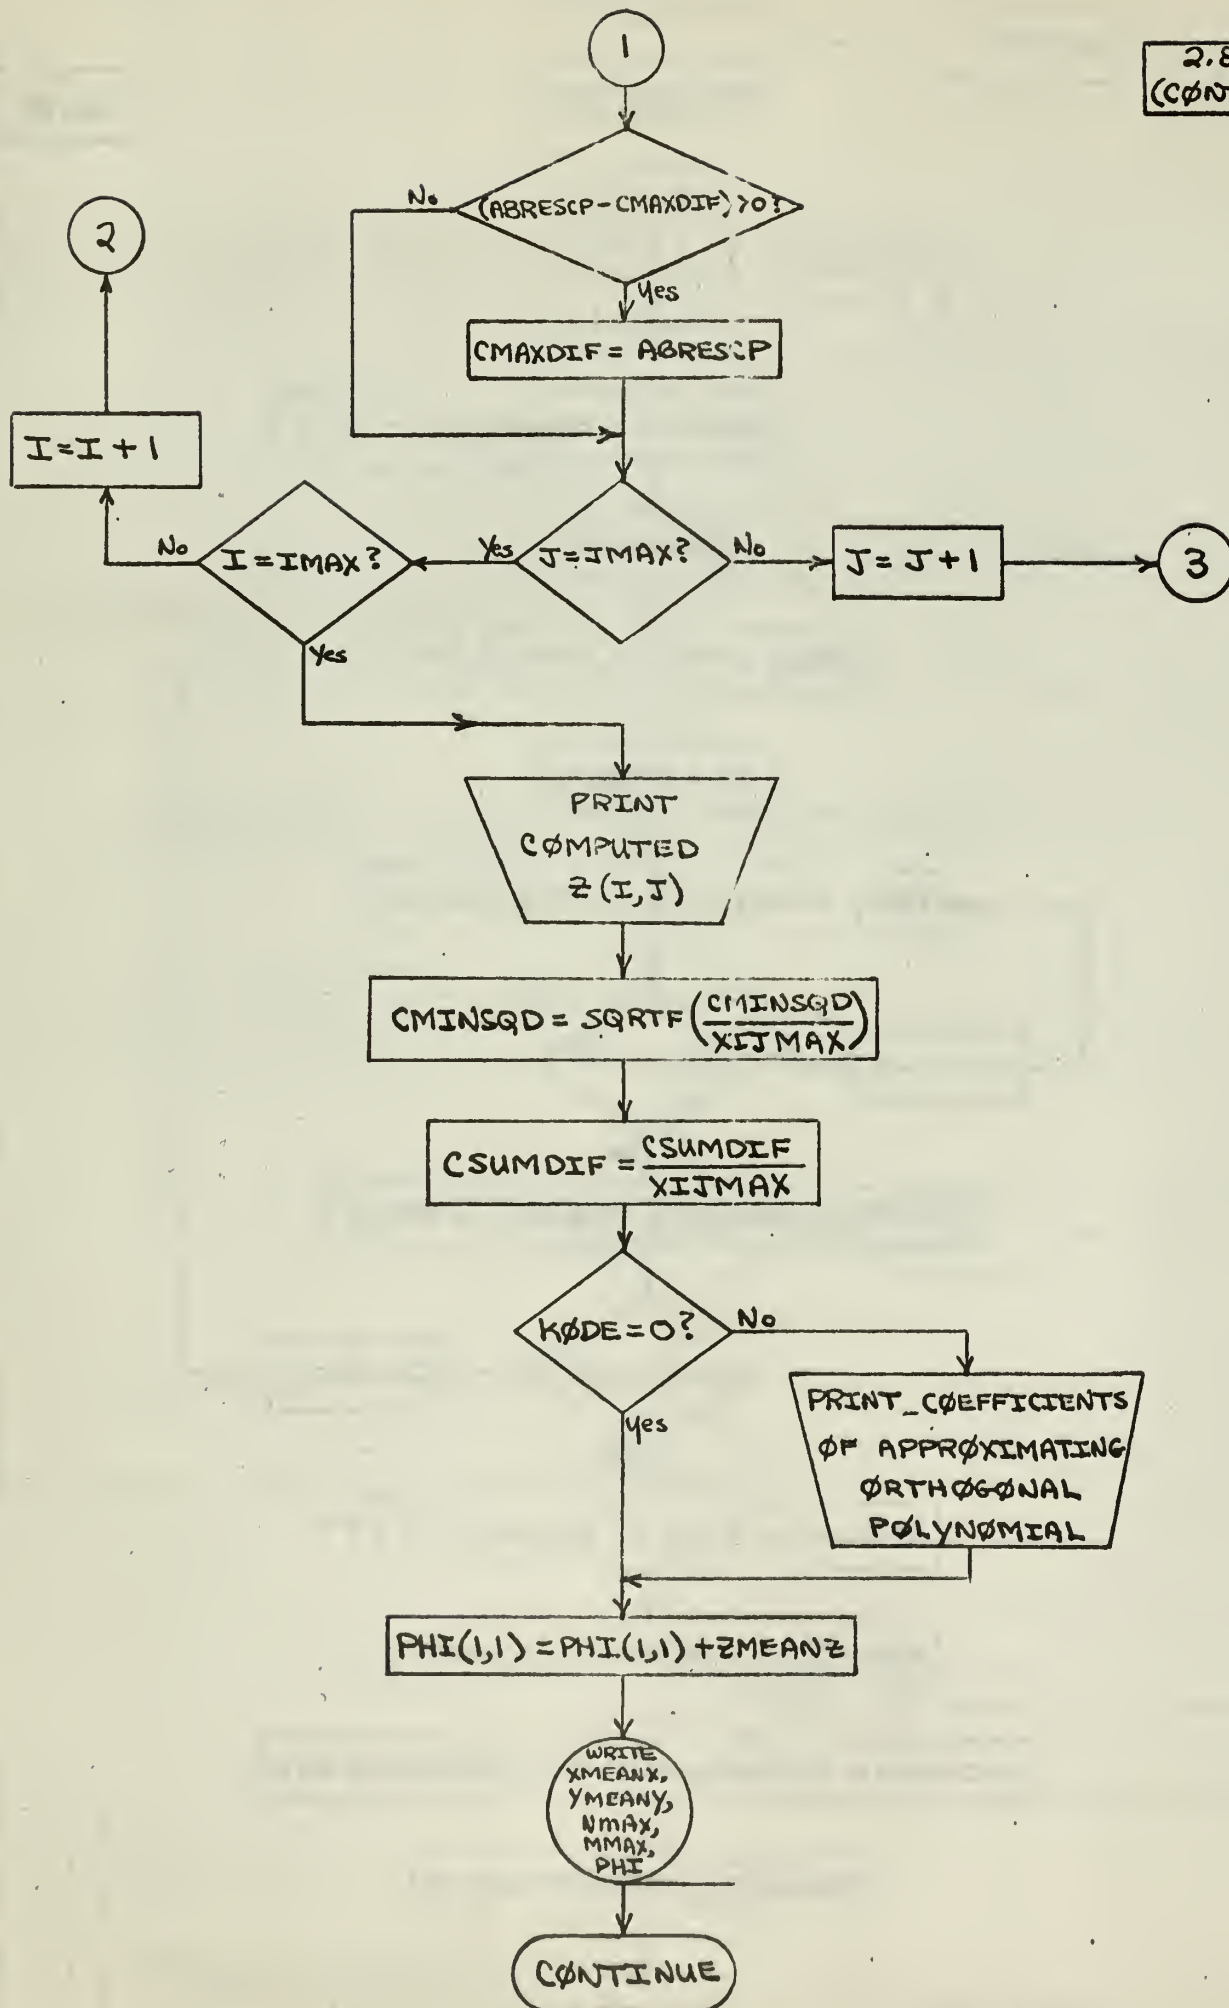 1
2.8
(CØN
No
(ABRESCP-CMAXDIF)>0?
2
Yes
CMAXDIF = ABRESCP
I=I+1
No
I=IMAX?
Yes
J=JMAX?
No
J=J+1
3
Yes
PRINT
CØMPUTED
Z(I,J)
CMINSQD = SQRTF(CMINSQD
XIJMAX)
CSUMDIF = CSUMDIF
XIJMAX
KØDE=0?
No
Yes
PRINT_CØEFFICIENTS
ØF APPRØXIMATING
ØRTHØGØNAL
PØLYNØMIAL
PHI(1,1)=PHI(1,1)+ZMEANZ
WRITE
XMEANX,
YMEANY,
NMAX,
MMAX,
PHI
CØNTINUE